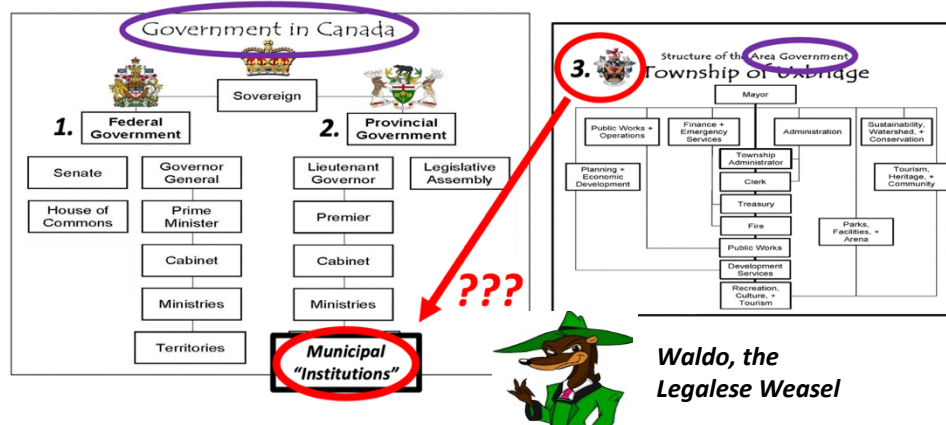 Government in Canada
Sovereign
1.
Federal
Government
2.
Provincial
Government
Senate
Governor
General
Lieutenant
Governor
Legislative
Assembly
House of
Commons
Prime
Minister
Premier
Cabinet
Cabinet
Ministries
Ministries
Territories
Municipal
“Institutions”
???
3.
Structure of the Area Government
Township of Uxbridge
Mayor
Public Works +
Operations
Finance +
Emergency
Services
Administration
Sustainability,
Watershed, +
Conservation
Planning +
Economic
Development
Township
Administrator
Tourism,
Heritage, +
Community
Clerk
Treasury
Fire
Parks,
Facilities, +
Arena
Public Works
Development
Services
Recreation,
Culture, +
Tourism
Waldo, the
Legalese Weasel